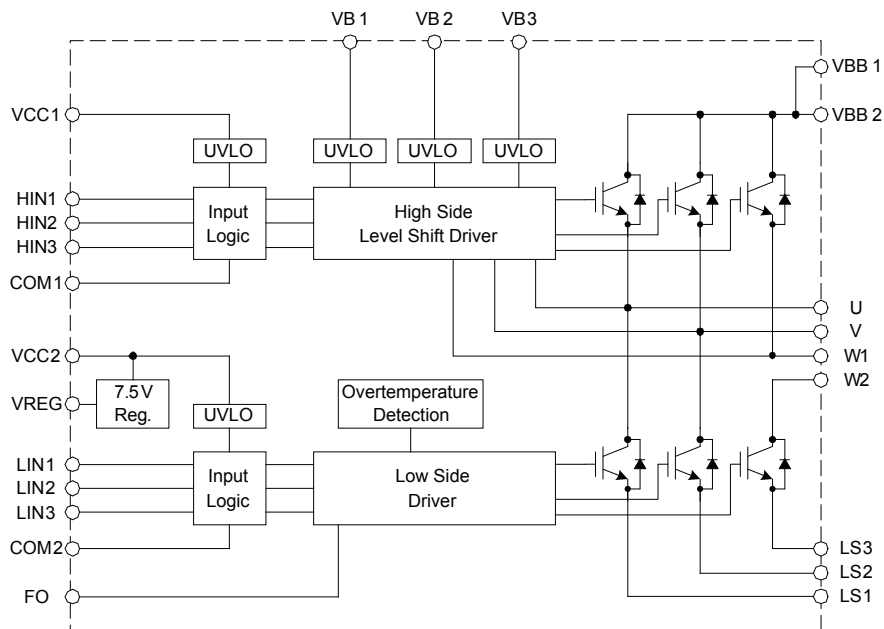 VB 1
VB 2
VB3
VBB 1
VCC1
VBB 2
UVLO
UVLO
UVLO
UVLO
HIN1
HIN2
HIN3
Input
Logic
High Side
Level Shift Driver
COM1
U
V
VCC2
W1
VREG
7.5 V
Reg.
UVLO
Overtemperature
Detection
W2
LIN1
LIN2
LIN3
Input
Logic
Low Side
Driver
COM2
LS3
LS2
FO
LS1